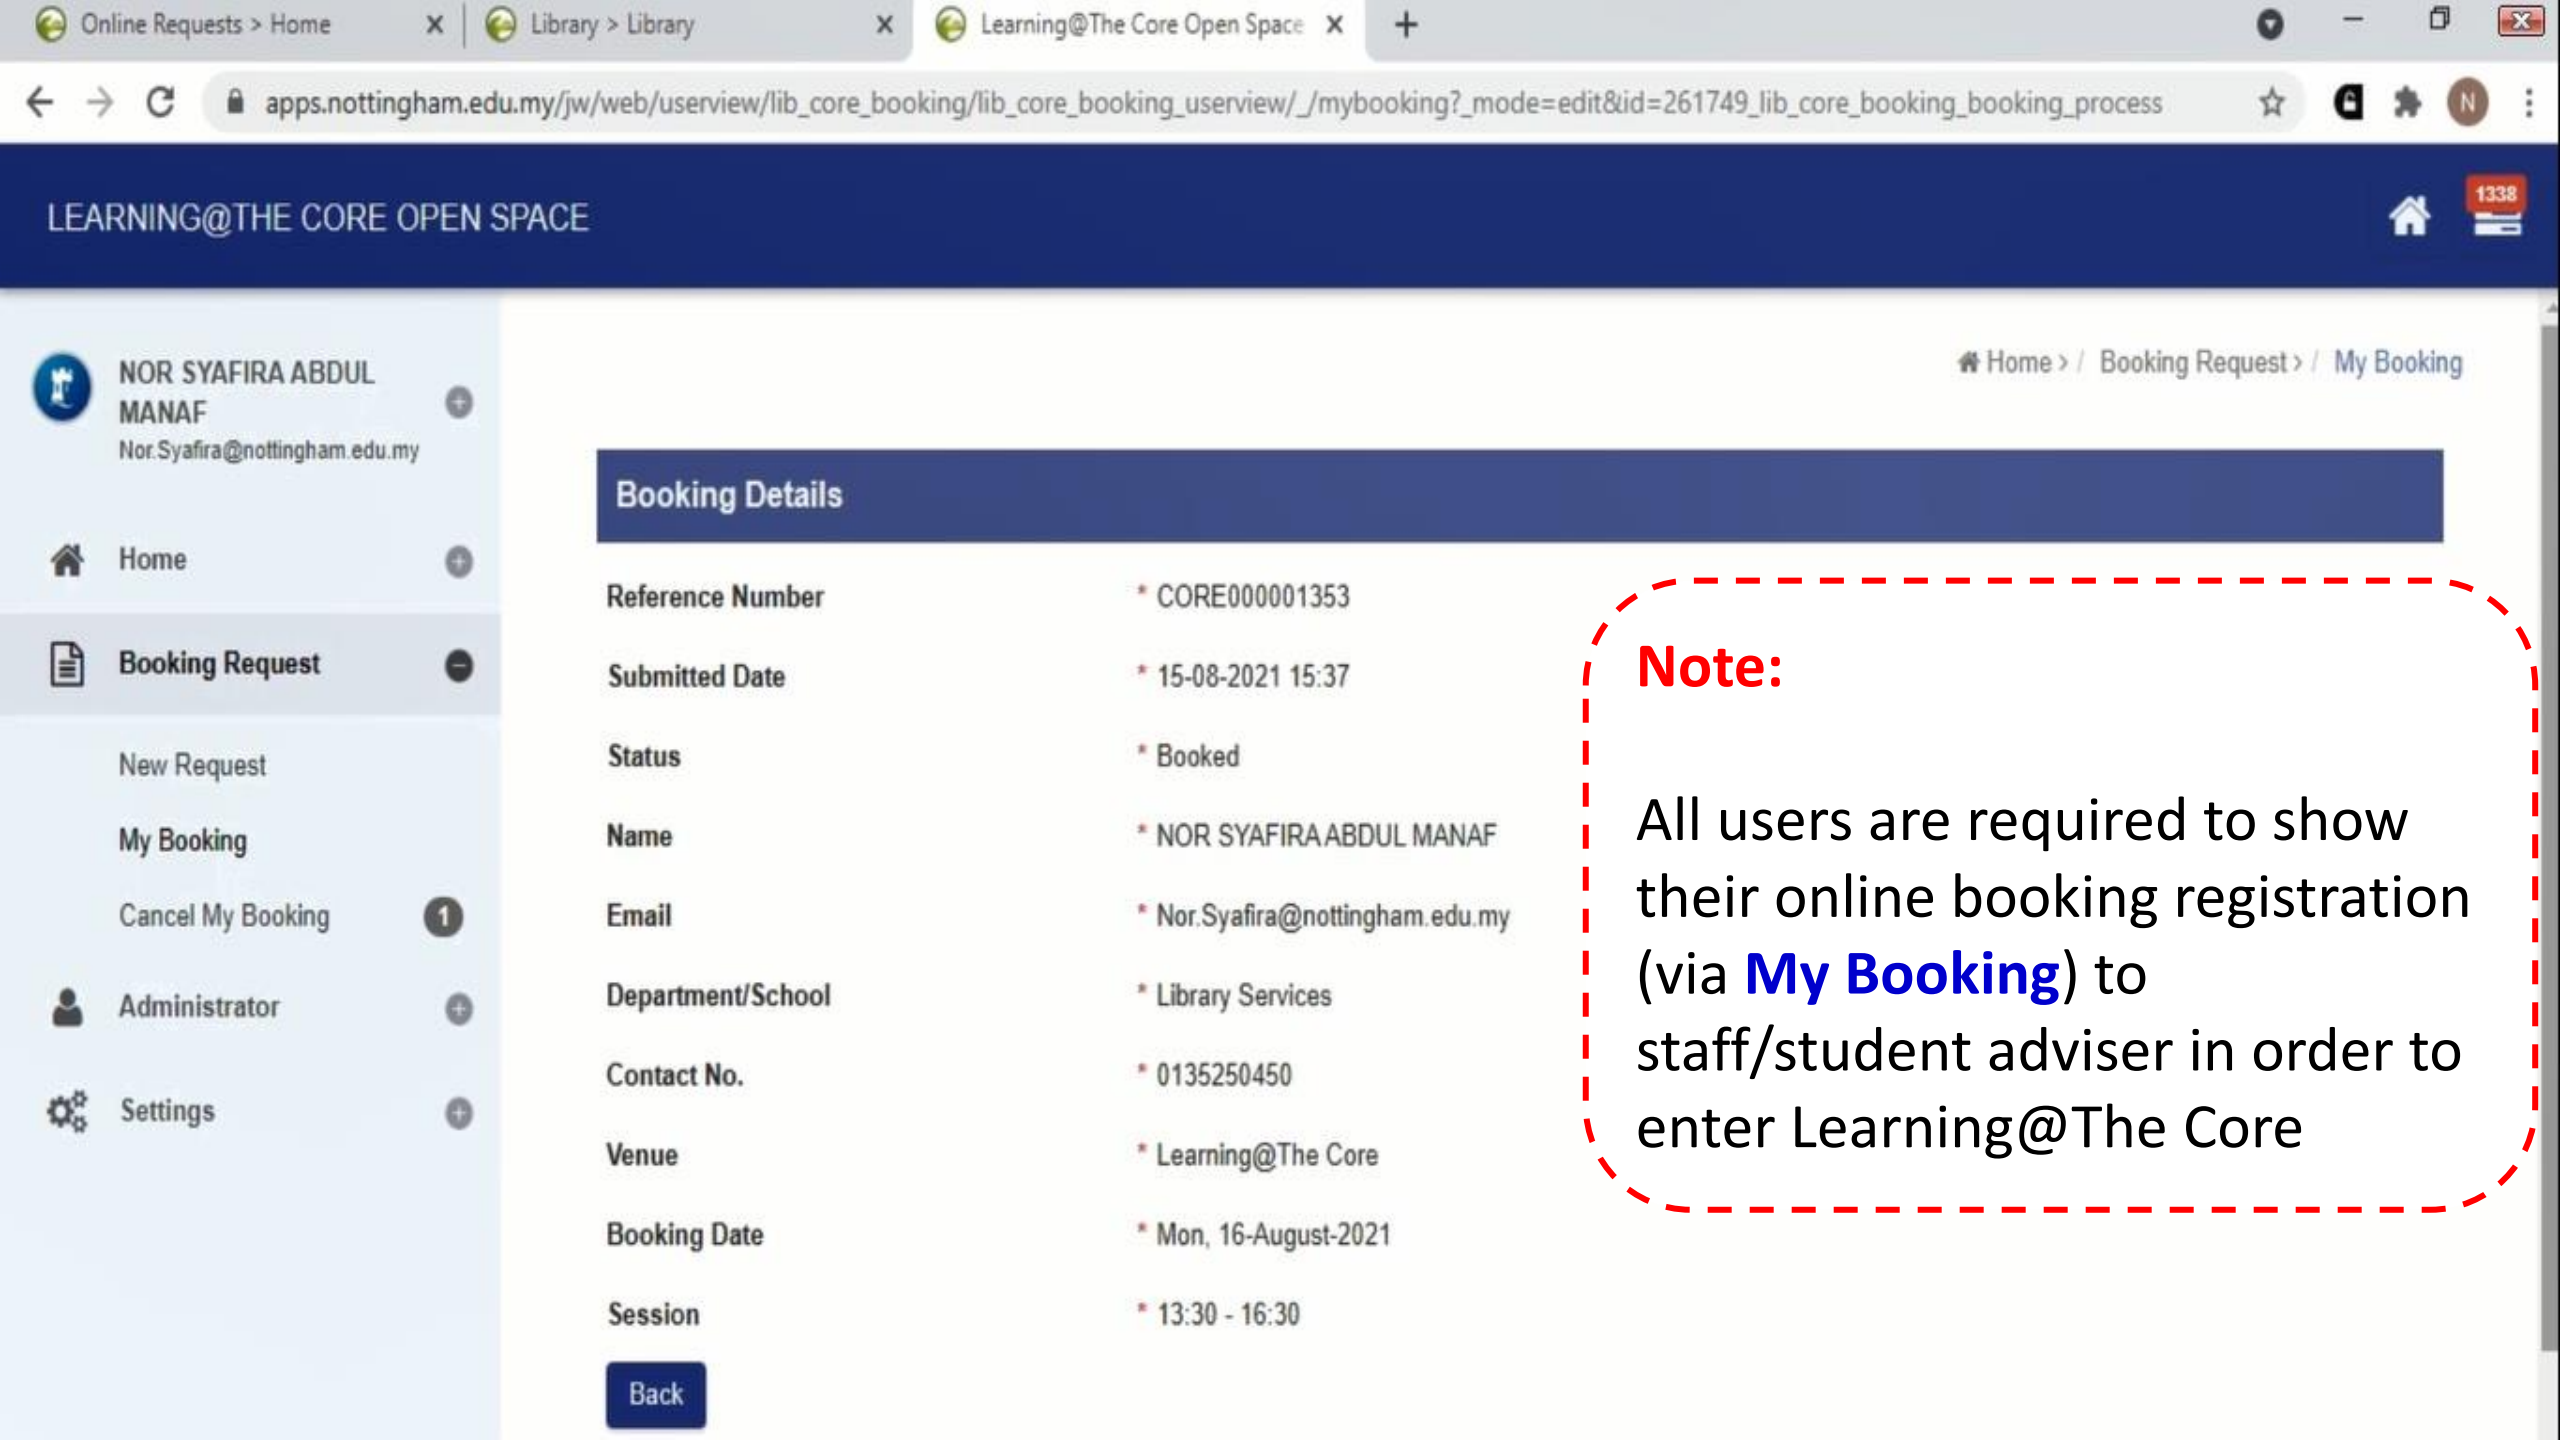 Online Requests > Home
Library > Library
Learning@The Core Open Space
apps.nottingham.edu.my/jw/web/userview/lib_core_booking/lib_core_booking_userview/_/mybooking?_mode=edit&id=261749_lib_core_booking_booking_process
N
LEARNING@THE CORE OPEN SPACE
1338
NOR SYAFIRA ABDUL
MANAF
Nor.Syafira@nottingham.edu.my
Home
Booking Request
New Request
My Booking
Cancel My Booking 1
Administrator
Settings
Home > / Booking Request > / My Booking
Booking Details
Reference Number * CORE000001353
Submitted Date * 15-08-2021 15:37
Status * Booked
Name * NOR SYAFIRA ABDUL MANAF
Email * Nor.Syafira@nottingham.edu.my
Department/School * Library Services
Contact No. * 0135250450
Venue * Learning@The Core
Booking Date * Mon, 16-August-2021
Session * 13:30 - 16:30
Back
Note:
All users are required to show
their online booking registration
(via My Booking) to
staff/student adviser in order to
enter Learning@The Core